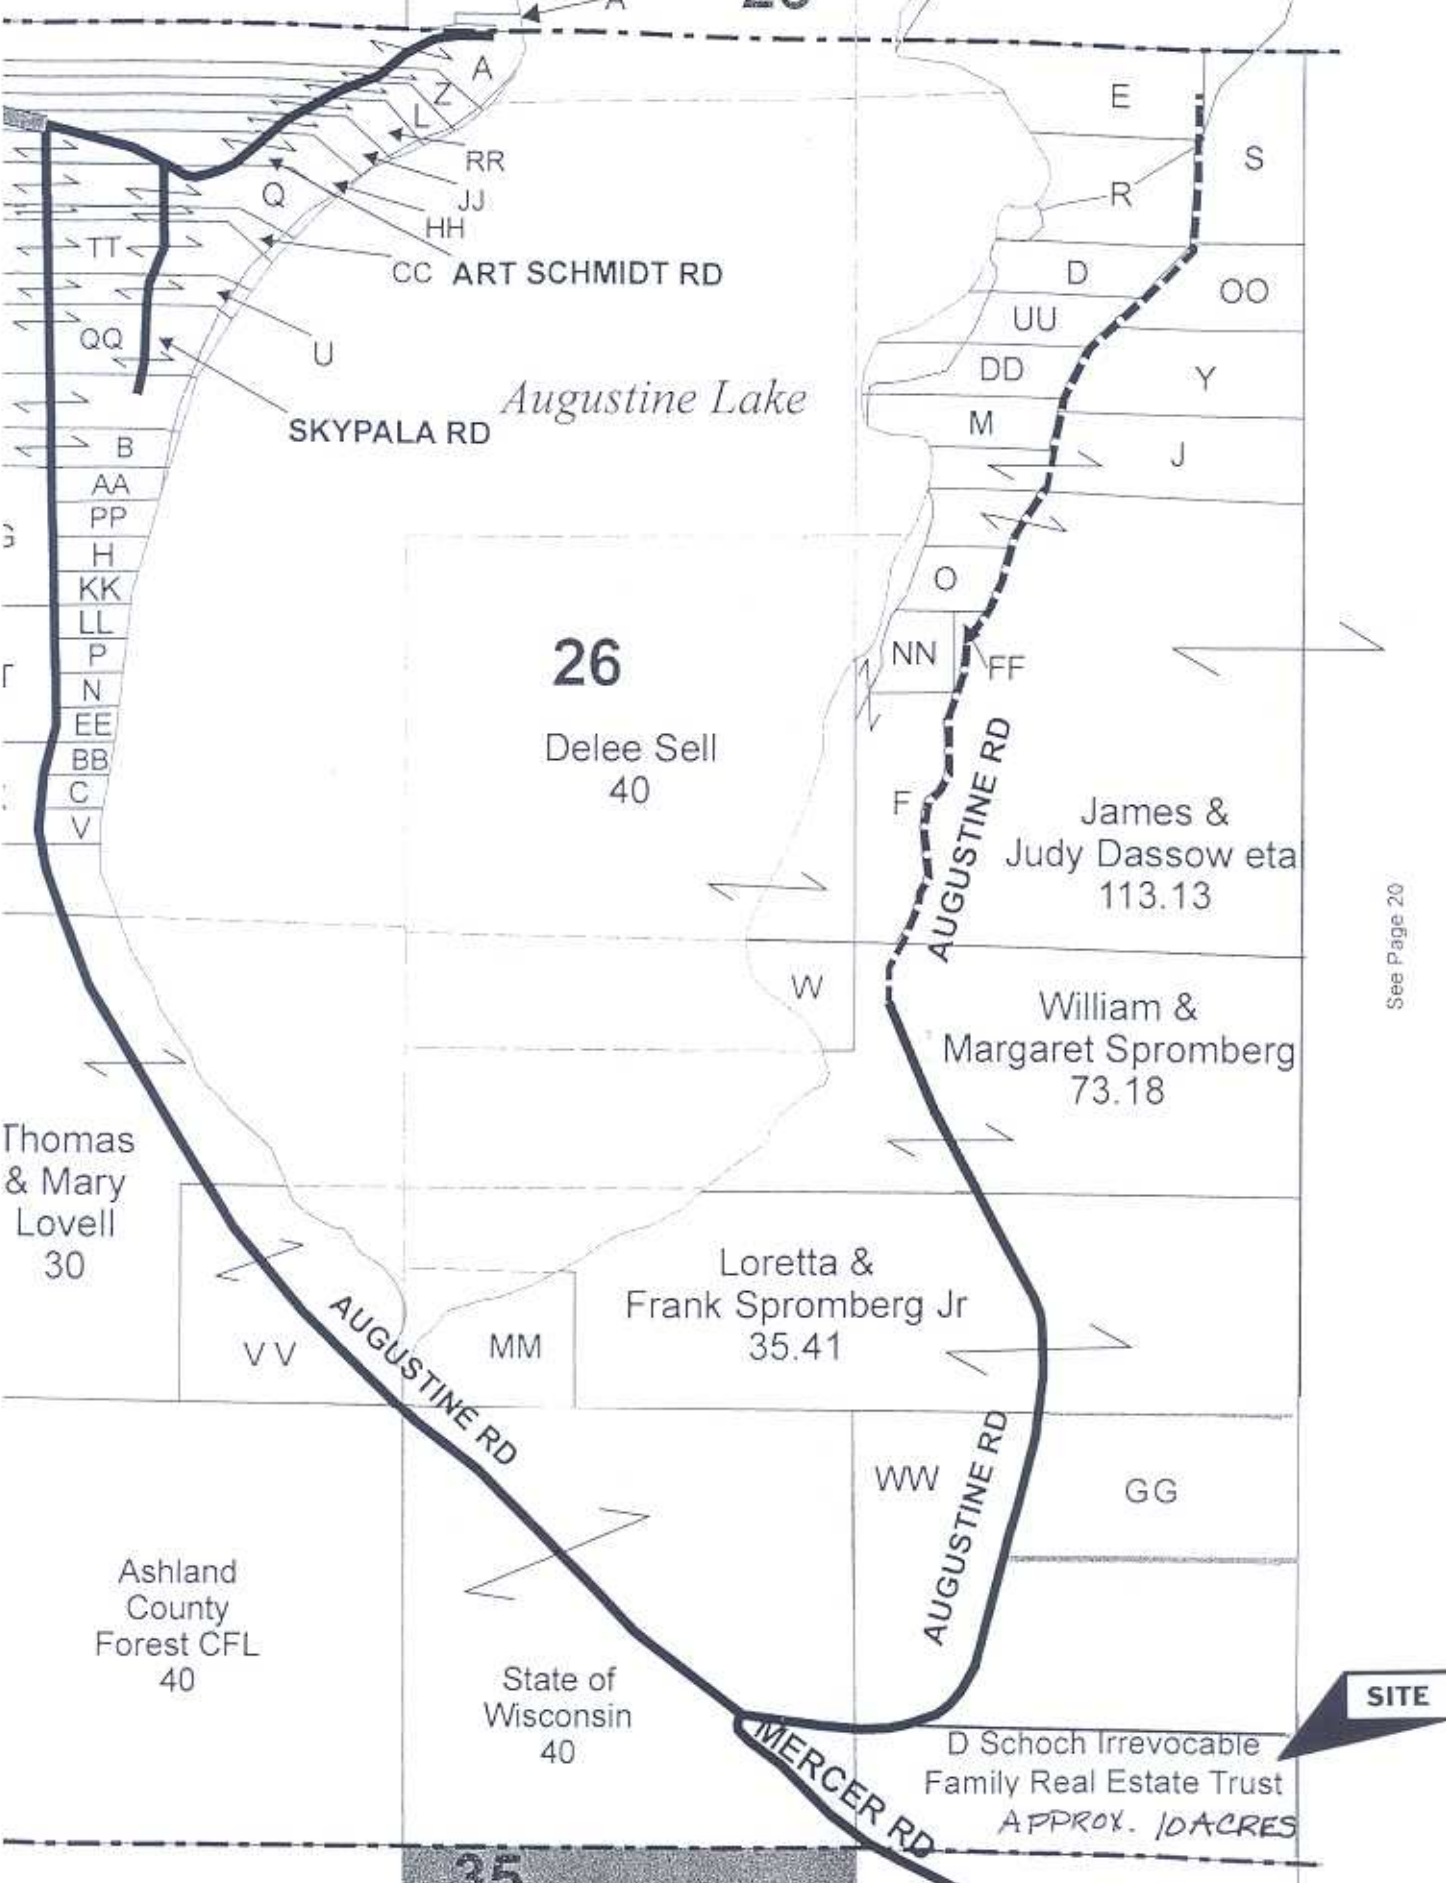 A
A
Z
L
RR
JJ
HH
Q
CC
ART SCHMIDT RD
TT
U
QQ
SKYPALA RD
Augustine Lake
B
AA
PP
H
KK
LL
P
N
EE
BB
C
V
E
S
R
D
OO
UU
DD
Y
M
J
O
NN
FF
F
AUGUSTINE RD
26
Delee Sell
40
James &
Judy Dassow eta
113.13
See Page 20
W
William &
Margaret Spromberg
73.18
Thomas
& Mary
Lovell
30
Loretta &
Frank Spromberg Jr
35.41
VV
AUGUSTINE RD
MM
WW
AUGUSTINE RD
GG
Ashland
County
Forest CFL
40
State of
Wisconsin
40
SITE
MERCER RD
D Schoch Irrevocable
Family Real Estate Trust
APPROX. 10 ACRES
35